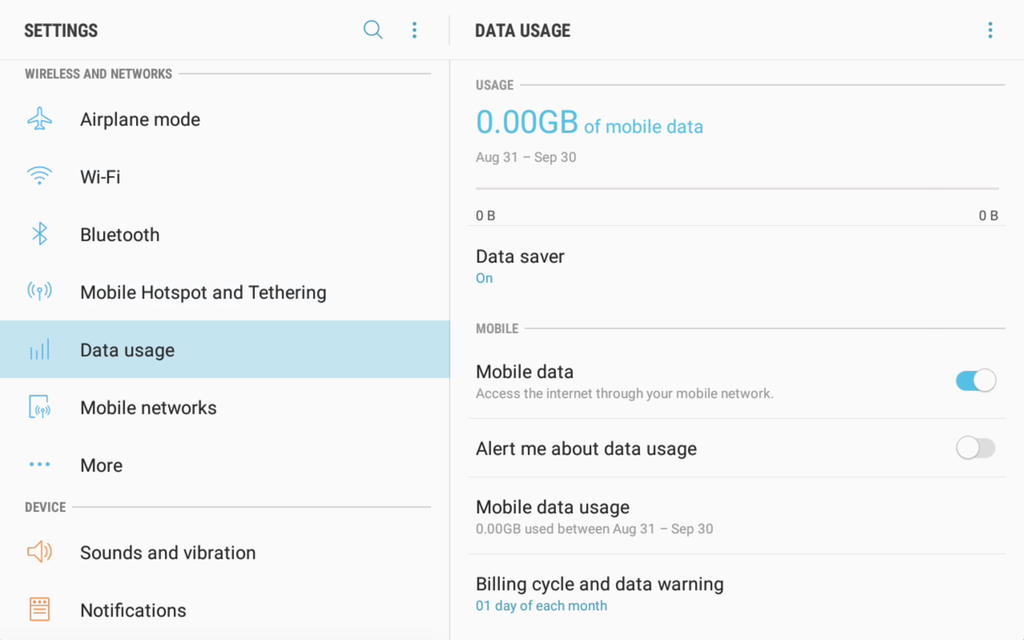 SETTINGS
WIRELESS AND NETWORKS
Airplane mode
Wi-Fi
Bluetooth
Mobile Hotspot and Tethering
Data usage
Mobile networks
More
DEVICE
Sounds and vibration
Notifications
DATA USAGE
USAGE
0.00GB of mobile data
Aug 31 – Sep 30
0 B 0 B
Data saver
On
MOBILE
Mobile data
Access the internet through your mobile network.
Alert me about data usage
Mobile data usage
0.00GB used between Aug 31 – Sep 30
Billing cycle and data warning
01 day of each month